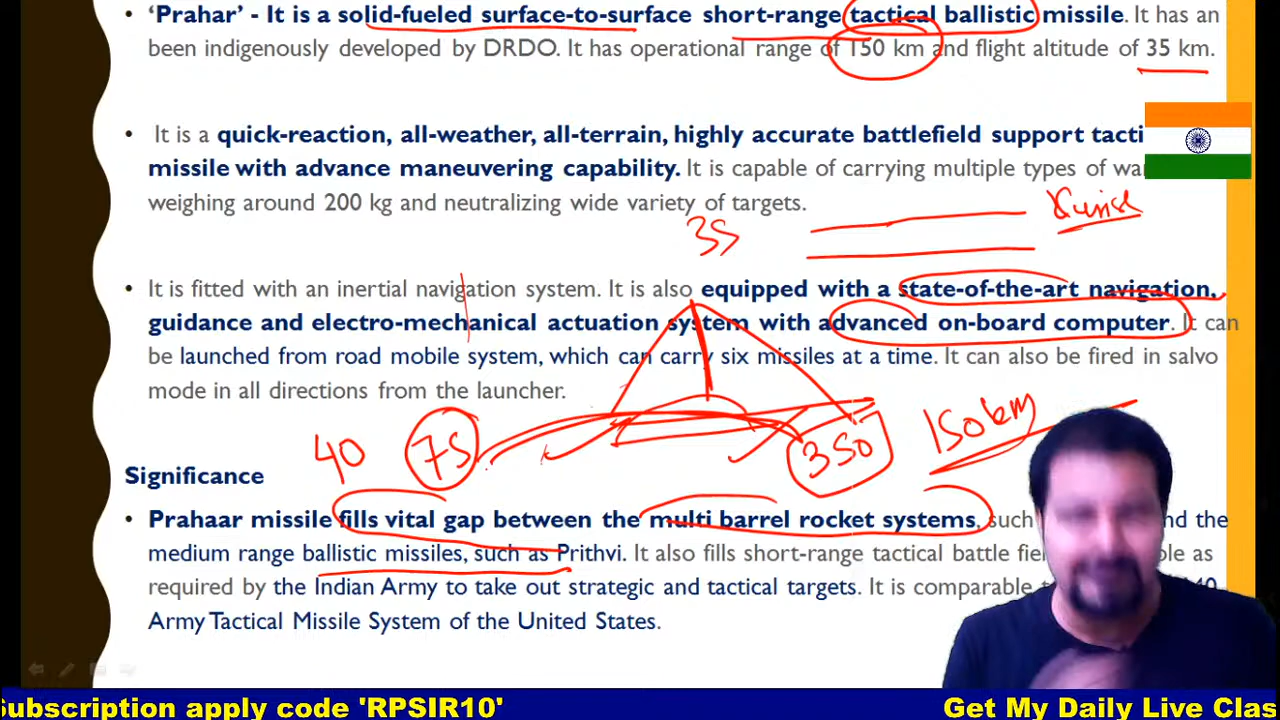 • ‘Prahar’ - It is a solid-fueled surface-to-surface short-range tactical ballistic missile. It has an
been indigenously developed by DRDO. It has operational range of 150 km and flight altitude of 35 km.
• It is a quick-reaction, all-weather, all-terrain, highly accurate battlefield support tacti
missile with advance maneuvering capability. It is capable of carrying multiple types of wa
weighing around 200 kg and neutralizing wide variety of targets.
35
• It is fitted with an inertial navigation system. It is also equipped with a state-of-the-art navigation,
guidance and electro-mechanical actuation system with advanced on-board computer. It can
be launched from road mobile system, which can carry six missiles at a time. It can also be fired in salvo
mode in all directions from the launcher.
40 75 350 150 km
Significance
• Prahaar missile fills vital gap between the multi barrel rocket systems, such nd the
medium range ballistic missiles, such as Prithvi. It also fills short-range tactical battle fie le as
required by the Indian Army to take out strategic and tactical targets. It is comparable
Army Tactical Missile System of the United States.
ubscription apply code 'RPSIR10' Get My Daily Live Clas